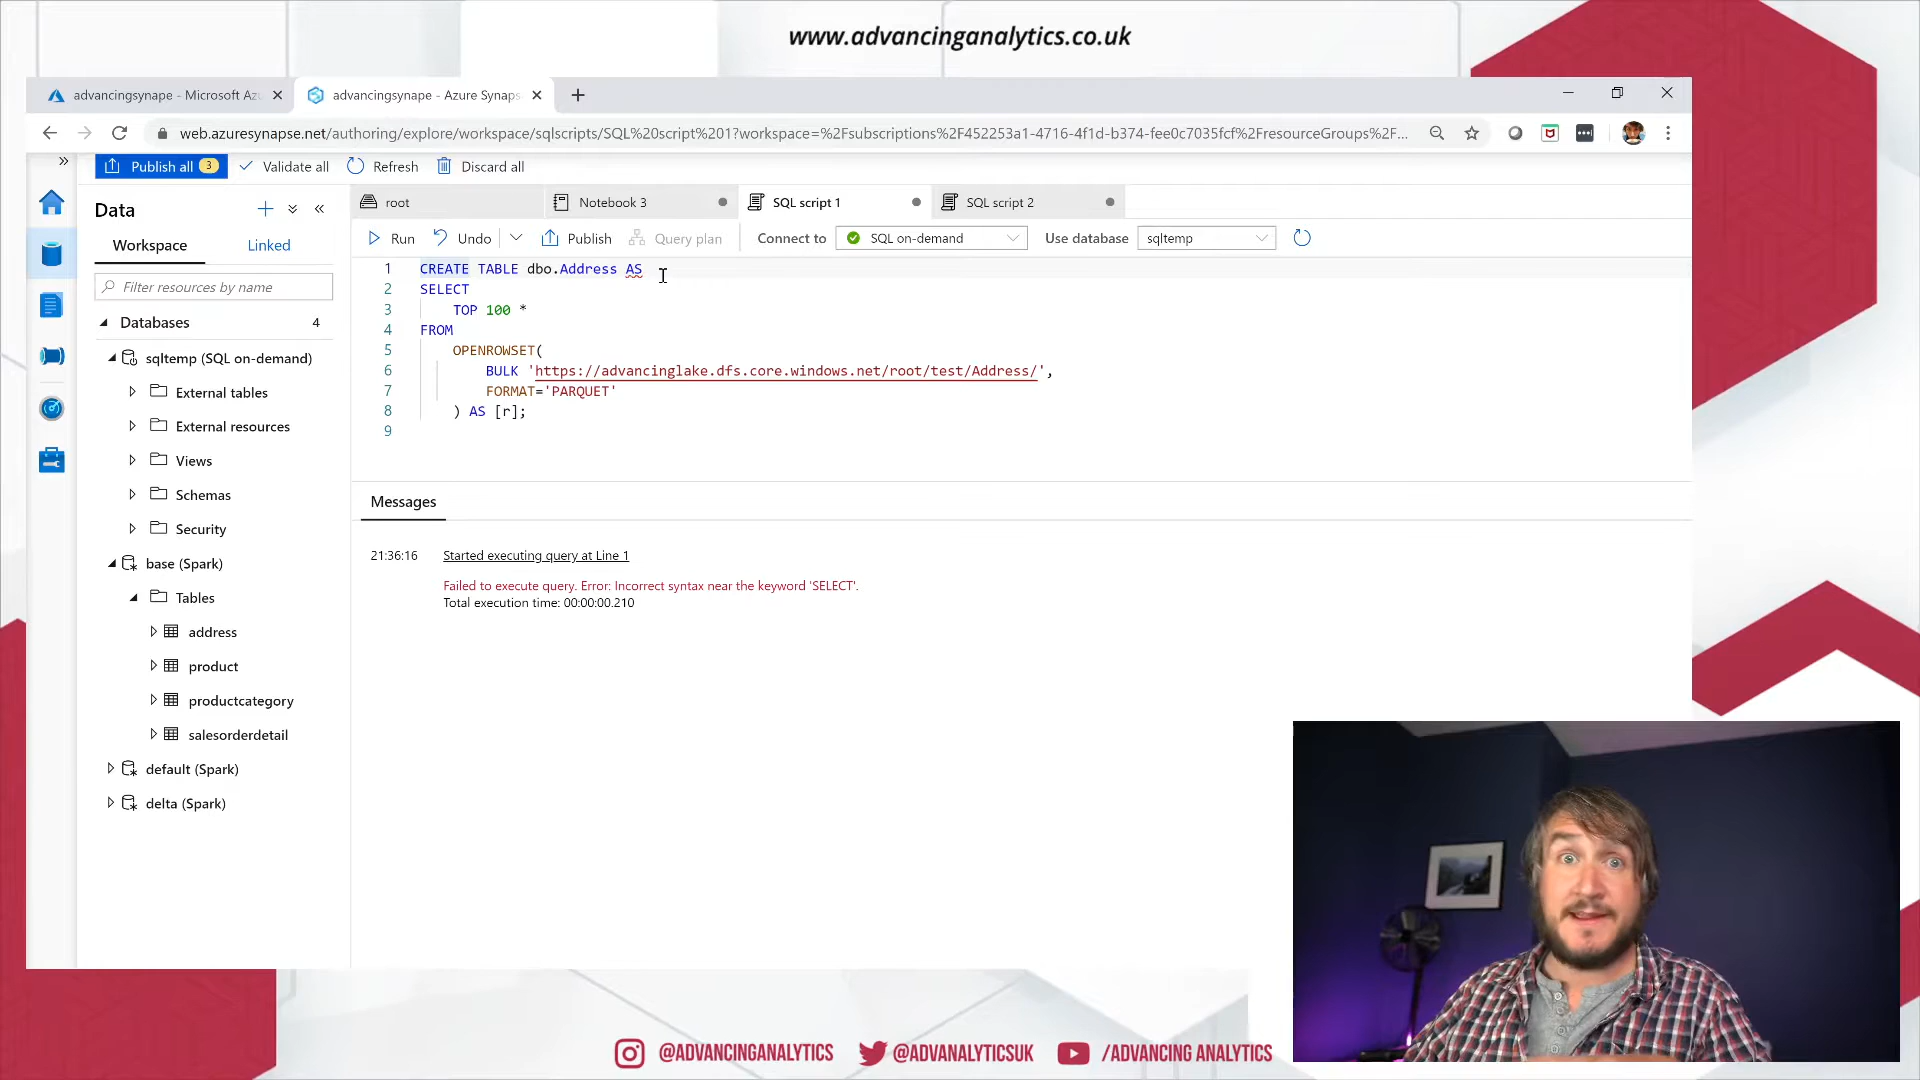 www.advancinganalytics.co.uk
advancingsynape - Microsoft Az
advancingsynape - Azure Synaps
web.azuresynapse.net/authoring/explore/workspace/sqlscripts/SQL%20script%201?workspace=%2Fsubscriptions%2F452253a1-4716-4f1d-b374-fee0c7035fcf%2FresourceGroups%2F...
Publish all 3 Validate all Refresh Discard all
Data
root
Notebook 3
SQL script 1
SQL script 2
Workspace Linked
Run Undo Publish Query plan Connect to SQL on-demand Use database sqltemp
Filter resources by name
Databases 4
sqltemp (SQL on-demand)
External tables
External resources
Views
Schemas
Security
base (Spark)
Tables
address
product
productcategory
salesorderdetail
default (Spark)
delta (Spark)
1 CREATE TABLE dbo.Address AS
2 SELECT
3 TOP 100 *
4 FROM
5 OPENROWSET(
6 BULK 'https://advancinglake.dfs.core.windows.net/root/test/Address/',
7 FORMAT='PARQUET'
8 ) AS [r];
9
Messages
21:36:16 Started executing query at Line 1
Failed to execute query. Error: Incorrect syntax near the keyword 'SELECT'.
Total execution time: 00:00:00.210
@ADVANCINGANALYTICS @ADVANALYTICSUK /ADVANCING ANALYTICS